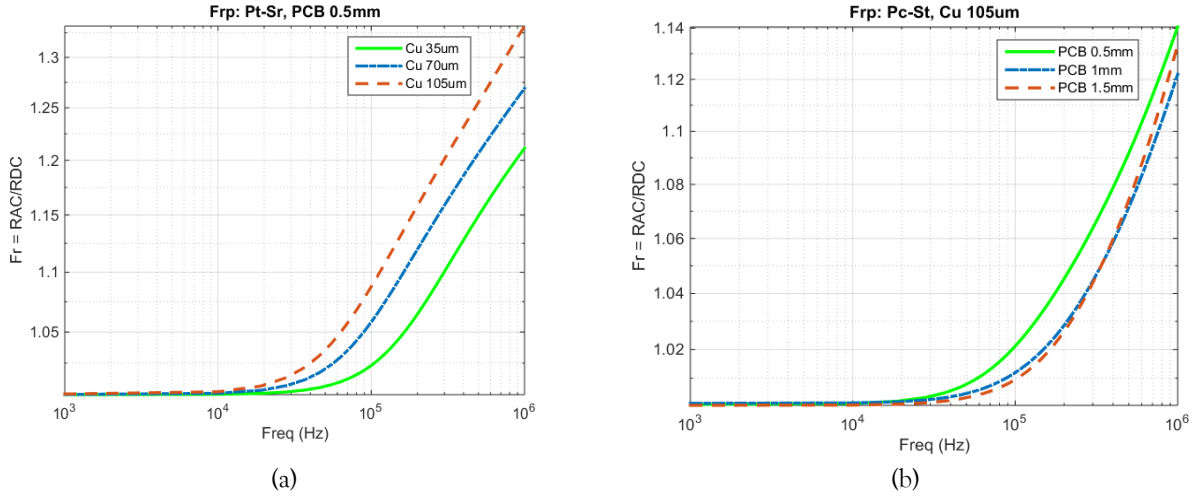 Frp: Pt-Sr, PCB 0.5mm
Cu 35um
Cu 70um
Cu 105um
Fr = RAC/RDC
1.3
1.25
1.2
1.15
1.1
1.05
10³ 10⁴ 10⁵ 10⁶
Freq (Hz)
(a)
Frp: Pc-St, Cu 105um
PCB 0.5mm
PCB 1mm
PCB 1.5mm
Fr = RAC/RDC
1.14
1.12
1.1
1.08
1.06
1.04
1.02
10³ 10⁴ 10⁵ 10⁶
Freq (Hz)
(b)